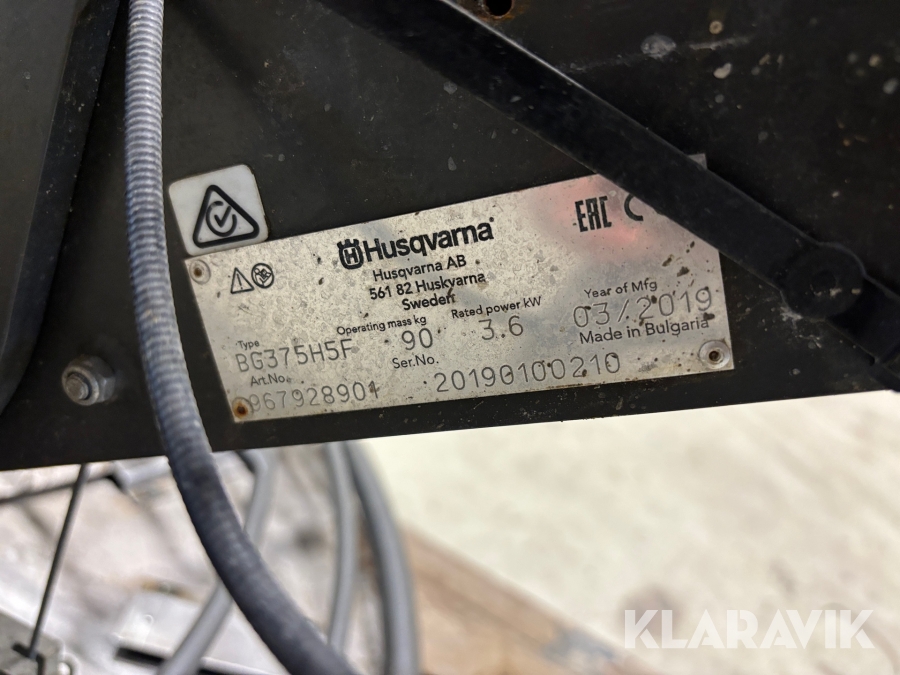 Husqvarna
Husqvarna AB
561 82 Huskvarna
Sweden
EAC C
Type
BG375H5F
Operating mass kg
90
Rated power kW
3.6
Year of Mfg
03/2019
Made in Bulgaria
Art.No.
967928901
Ser.No.
20190100210
KLARAVIK